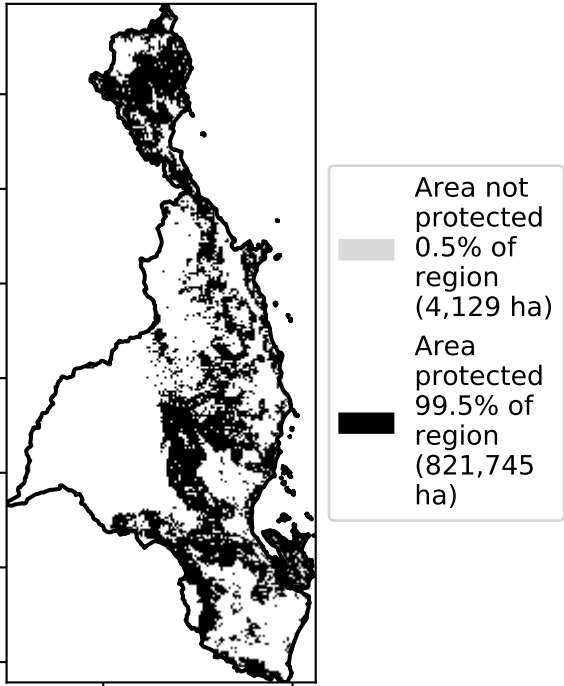 Area not
protected
0.5% of
region
(4,129 ha)
Area
protected
99.5% of
region
(821,745
ha)